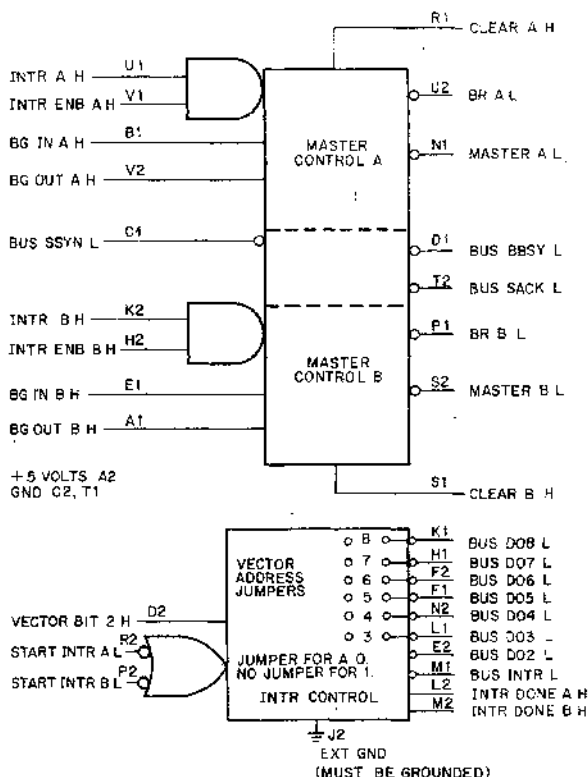 R1
CLEAR A H
INTR A H U1
INTR ENB A H V1
BG IN A H B1
BG OUT A H V2
BUS SSYN L C1
INTR B H K2
INTR ENB B H H2
BG IN B H E1
BG OUT B H A1
MASTER
CONTROL A
MASTER
CONTROL B
U2 BR A L
N1 MASTER A L
D1 BUS BBSY L
T2 BUS SACK L
P1 BR B L
S2 MASTER B L
S1
CLEAR B H
+5 VOLTS A2
GND C2, T1
VECTOR
ADDRESS
JUMPERS
8 K1 BUS D08 L
7 H1 BUS D07 L
6 F2 BUS D06 L
5 F1 BUS D05 L
4 N2 BUS D04 L
3 L1 BUS D03 L
E2 BUS D02 L
M1 BUS INTR L
L2 INTR DONE A H
M2 INTR DONE B H
VECTOR BIT 2 H D2
START INTR A L R2
START INTR B L P2
JUMPER FOR A 0.
NO JUMPER FOR 1.
INTR CONTROL
J2
EXT GND
(MUST BE GROUNDED)